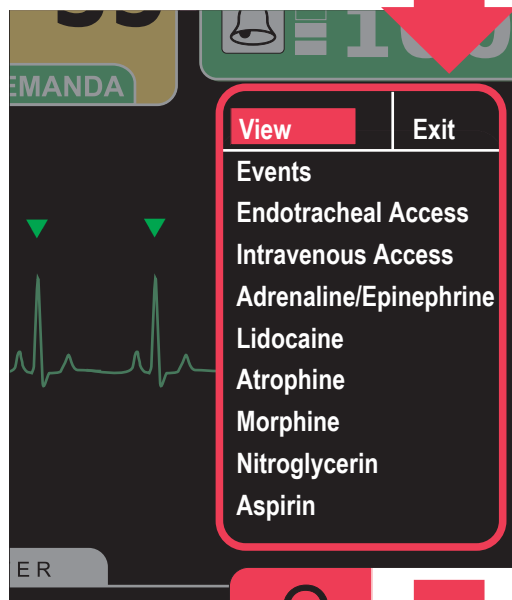 EMANDA
View Exit
Events
Endotracheal Access
Intravenous Access
Adrenaline/Epinephrine
Lidocaine
Atrophine
Morphine
Nitroglycerin
Aspirin
ER